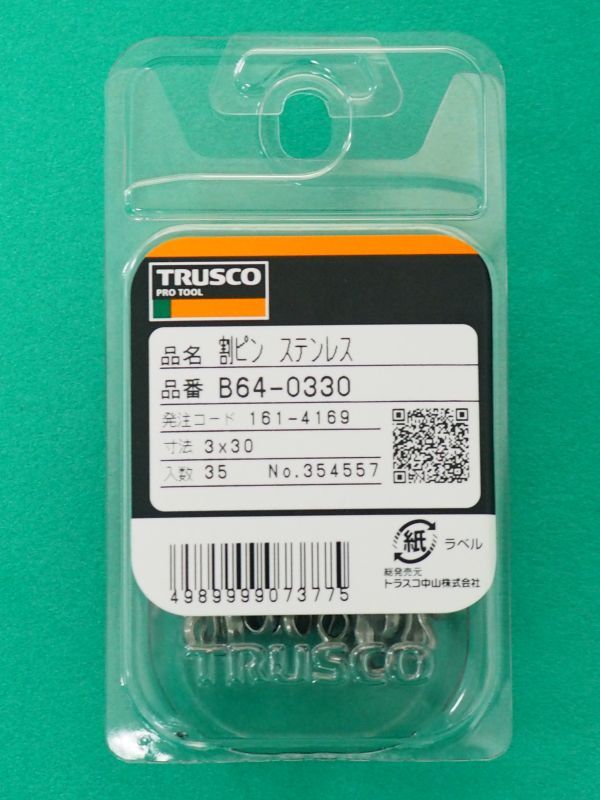 TRUSCO
PRO TOOL
品名 割ピン ステンレス
品番 B64-0330
発注コード 161-4169
寸法 3x30
入数 35 No.354557
紙 ラベル
総発売元
トラスコ中山株式会社
4989999073775
TRUSCO